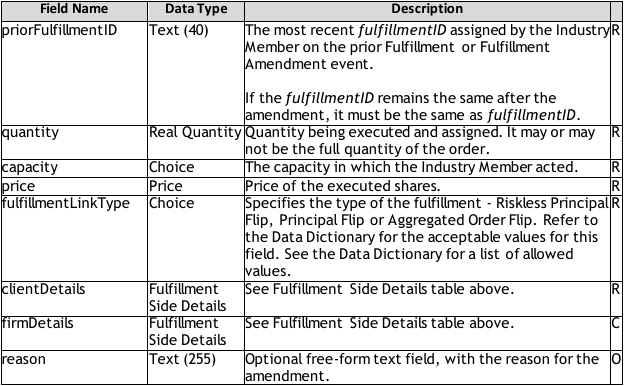 Field Name Data Type Description
priorFulfillmentID Text (40) The most recent fulfillmentID assigned by the Industry R
Member on the prior Fulfillment or Fulfillment
Amendment event.
If the fulfillmentID remains the same after the
amendment, it must be the same as fulfillmentID.
quantity Real Quantity Quantity being executed and assigned. It may or may R
not be the full quantity of the order.
capacity Choice The capacity in which the Industry Member acted. R
price Price Price of the executed shares. R
fulfillmentLinkType Choice Specifies the type of the fulfillment - Riskless Principal R
Flip, Principal Flip or Aggregated Order Flip. Refer to
the Data Dictionary for the acceptable values for this
field. See the Data Dictionary for a list of allowed
values.
clientDetails Fulfillment See Fulfillment Side Details table above. R
Side Details
firmDetails Fulfillment See Fulfillment Side Details table above. C
Side Details
reason Text (255) Optional free-form text field, with the reason for the O
amendment.